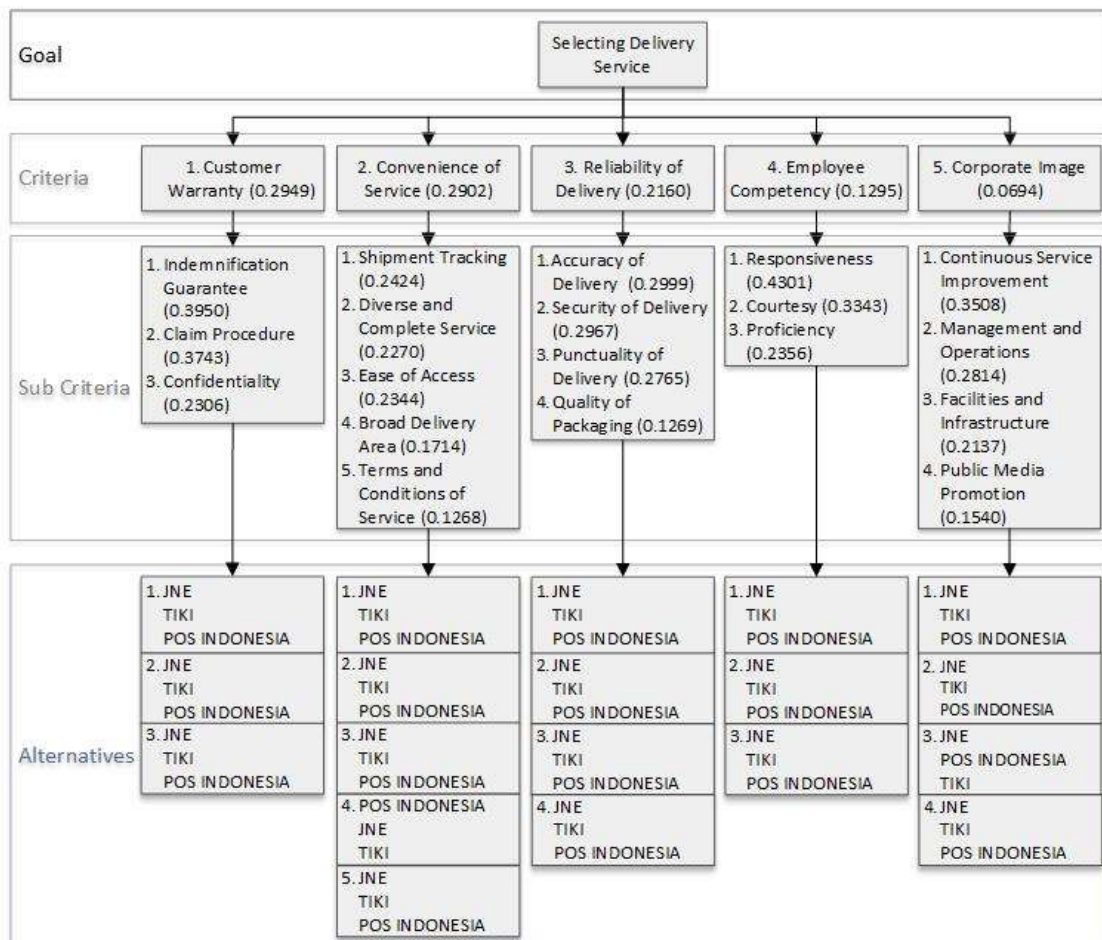 Goal
Selecting Delivery
Service
Criteria
1. Customer
Warranty (0.2949)
2. Convenience of
Service (0.2902)
3. Reliability of
Delivery (0.2160)
4. Employee
Competency (0.1295)
5. Corporate Image
(0.0694)
Sub Criteria
1. Indemnification
Guarantee
(0.3950)
2. Claim Procedure
(0.3743)
3. Confidentiality
(0.2306)
1. Shipment Tracking
(0.2424)
2. Diverse and
Complete Service
(0.2270)
3. Ease of Access
(0.2344)
4. Broad Delivery
Area (0.1714)
5. Terms and
Conditions of
Service (0.1268)
1. Accuracy of
Delivery (0.2999)
2. Security of Delivery
(0.2967)
3. Punctuality of
Delivery (0.2765)
4. Quality of
Packaging (0.1269)
1. Responsiveness
(0.4301)
2. Courtesy (0.3343)
3. Proficiency
(0.2356)
1. Continuous Service
Improvement
(0.3508)
2. Management and
Operations
(0.2814)
3. Facilities and
Infrastructure
(0.2137)
4. Public Media
Promotion
(0.1540)
Alternatives
1. JNE
TIKI
POS INDONESIA
2. JNE
TIKI
POS INDONESIA
3. JNE
TIKI
POS INDONESIA
1. JNE
TIKI
POS INDONESIA
2. JNE
TIKI
POS INDONESIA
3. JNE
TIKI
POS INDONESIA
4. POS INDONESIA
JNE
TIKI
5. JNE
TIKI
POS INDONESIA
1. JNE
TIKI
POS INDONESIA
2. JNE
TIKI
POS INDONESIA
3. JNE
TIKI
POS INDONESIA
4. JNE
TIKI
POS INDONESIA
1. JNE
TIKI
POS INDONESIA
2. JNE
TIKI
POS INDONESIA
3. JNE
TIKI
POS INDONESIA
1. JNE
TIKI
POS INDONESIA
2. JNE
TIKI
POS INDONESIA
3. JNE
POS INDONESIA
TIKI
4. JNE
TIKI
POS INDONESIA